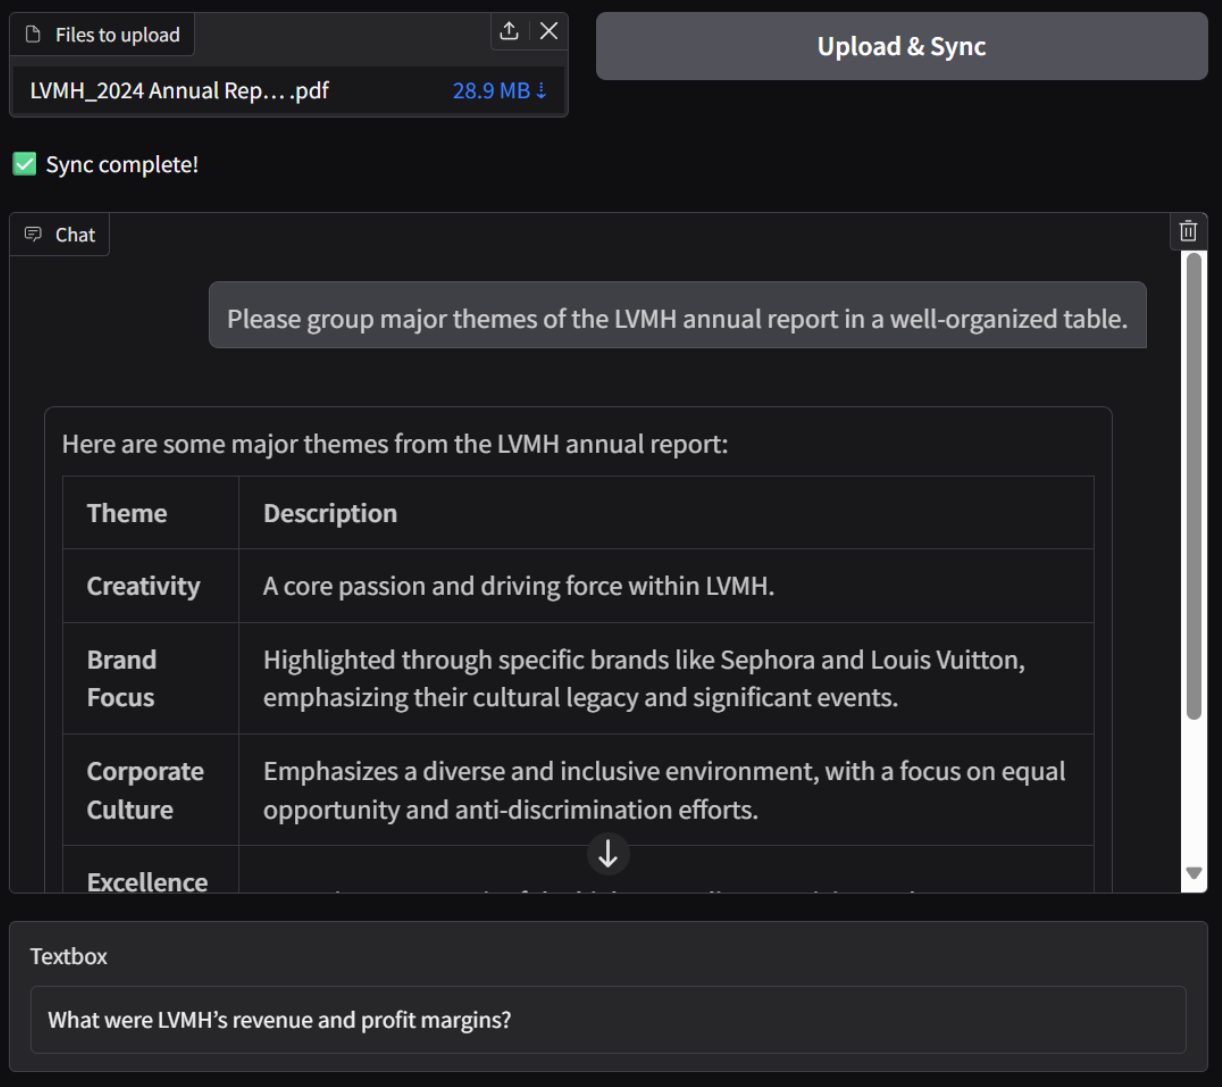 Files to upload
Upload & Sync
LVMH_2024 Annual Rep... .pdf 28.9 MB ⇣
Sync complete!
Chat
Please group major themes of the LVMH annual report in a well-organized table.
Here are some major themes from the LVMH annual report:
Theme Description
Creativity A core passion and driving force within LVMH.
Brand Highlighted through specific brands like Sephora and Louis Vuitton,
Focus emphasizing their cultural legacy and significant events.
Corporate Emphasizes a diverse and inclusive environment, with a focus on equal
Culture opportunity and anti-discrimination efforts.
Excellence
Textbox
What were LVMH’s revenue and profit margins?